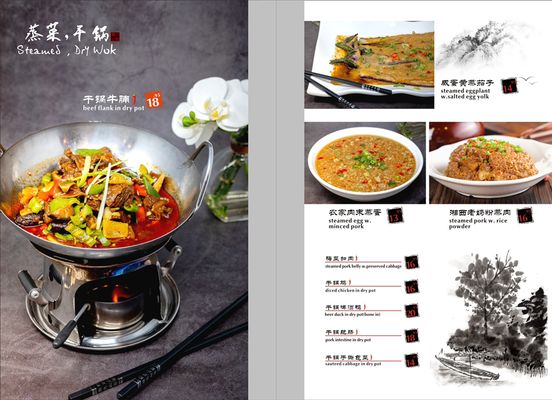 蒸菜,干锅
Steamed , Dry Wok
干锅牛腩
beef flank in dry pot
18.95
咸蛋黄蒸茄子
steamed eggplant
w.salted egg yolk
14
农家肉末蒸蛋
steamed egg w.
minced pork
13
湘西老妈粉蒸肉
steamed pork w. rice
powder
16
梅菜扣肉
steamed pork belly w.preserved cabbage
16
干锅鸡
diced chicken in dry pot
16
干锅啤酒鸭
beer duck in dry pot(bone in)
20
干锅肥肠
pork intestine in dry pot
18
干锅手撕包菜
sauteed cabbage in dry pot
14